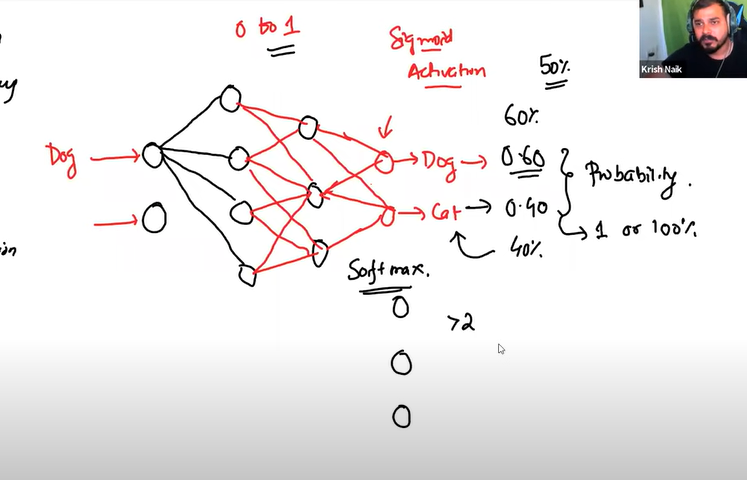 0 to 1
Sigmoid
Activation
50%
Krish Naik
60%
Dog
Dog
0.60
Probability.
Cat
0.40
1 or 100%
40%
Softmax.
>2